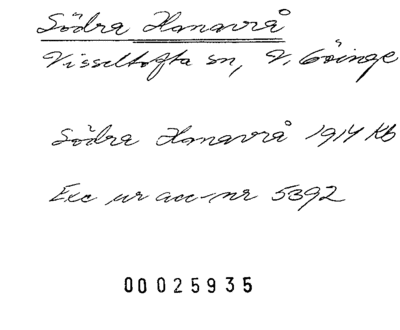 Södra Hanavrå
Visseltofta sn, V. Göinge
Södra Hanavrå 1914 Kb
Exc ur acc-nr 5392
00025935